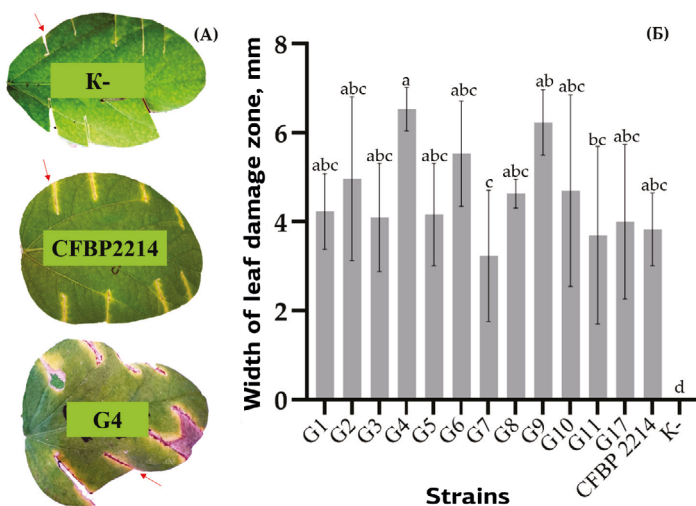 (А)
К-
CFBP2214
G4
(Б)
Width of leaf damage zone, mm
8
6
4
2
0
abc
abc
abc
a
abc
abc
c
abc
ab
abc
bc
abc
abc
d
G1
G2
G3
G4
G5
G6
G7
G8
G9
G10
G11
G17
CFBP 2214
K-
Strains